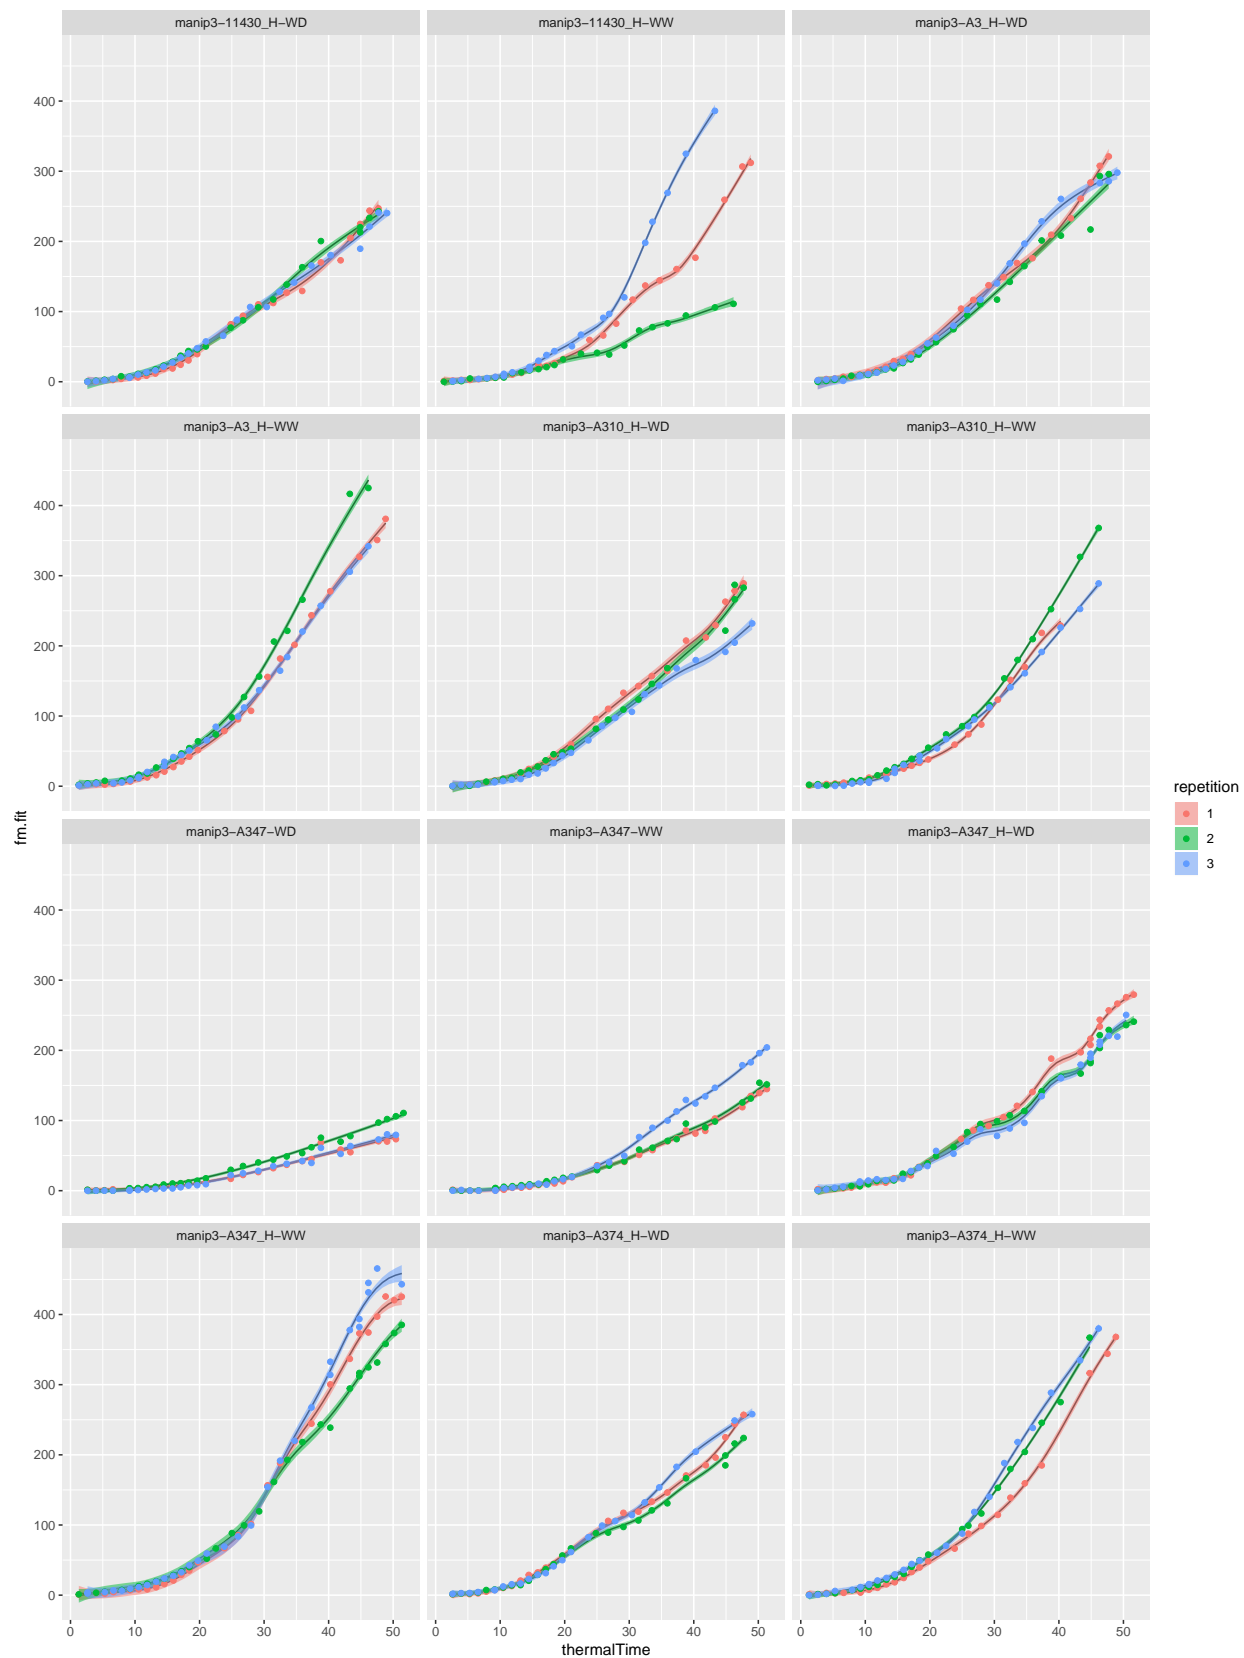 manip3−11430_H−WD manip3−11430_H−WW manip3−A3_H−WD
400
300
200
100
0
manip3−A3_H−WW manip3−A310_H−WD manip3−A310_H−WW
400
300
200
100
0
fm.fit
manip3−A347−WD manip3−A347−WW manip3−A347_H−WD
400
300
200
100
0
manip3−A347_H−WW manip3−A374_H−WD manip3−A374_H−WW
400
300
200
100
0
0 10 20 30 40 50 0 10 20 30 40 50 0 10 20 30 40 50
thermalTime
repetition
1
2
3